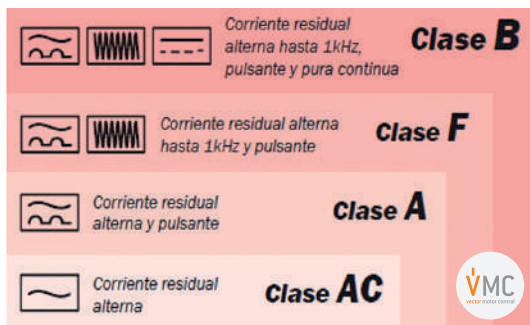 Corriente residual
alterna hasta 1kHz,
pulsante y pura continua
Clase B
Corriente residual alterna
hasta 1kHz y pulsante
Clase F
Corriente residual
alterna y pulsante
Clase A
Corriente residual
alterna
Clase AC
VMC
vector motor control